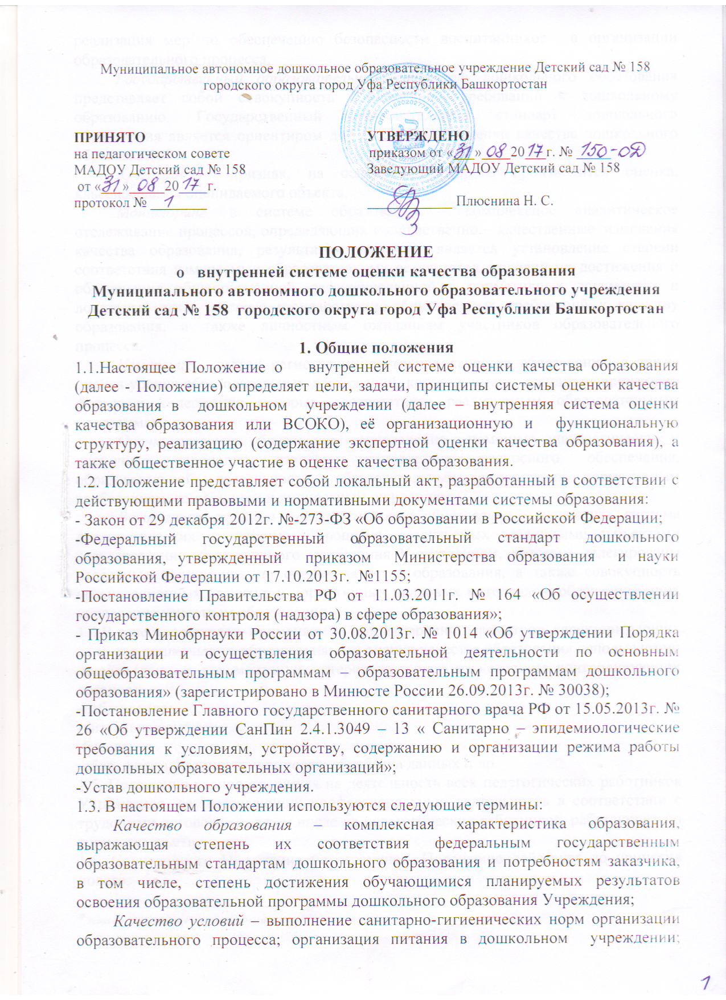 Муниципальное автономное дошкольное образовательное учреждение Детский сад № 158
городского округа город Уфа Республики Башкортостан
ОГРН 1020202778111
ПРИНЯТО
на педагогическом совете
МАДОУ Детский сад № 158
от «31» 08 2017 г.
протокол № 1
УТВЕРЖДЕНО
приказом от «31» 08 2017 г. № 150-ОД
Заведующий МАДОУ Детский сад № 158
Плюснина Н. С.
ПОЛОЖЕНИЕ
о внутренней системе оценки качества образования
Муниципального автономного дошкольного образовательного учреждения
Детский сад № 158 городского округа город Уфа Республики Башкортостан
1. Общие положения
1.1.Настоящее Положение о внутренней системе оценки качества образования
(далее - Положение) определяет цели, задачи, принципы системы оценки качества
образования в дошкольном учреждении (далее – внутренняя система оценки
качества образования или ВСОКО), её организационную и функциональную
структуру, реализацию (содержание экспертной оценки качества образования), а
также общественное участие в оценке качества образования.
1.2. Положение представляет собой локальный акт, разработанный в соответствии с
действующими правовыми и нормативными документами системы образования:
- Закон от 29 декабря 2012г. №-273-ФЗ «Об образовании в Российской Федерации;
-Федеральный государственный образовательный стандарт дошкольного
образования, утвержденный приказом Министерства образования и науки
Российской Федерации от 17.10.2013г. №1155;
-Постановление Правительства РФ от 11.03.2011г. № 164 «Об осуществлении
государственного контроля (надзора) в сфере образования»;
- Приказ Минобрнауки России от 30.08.2013г. № 1014 «Об утверждении Порядка
организации и осуществления образовательной деятельности по основным
общеобразовательным программам – образовательным программам дошкольного
образования» (зарегистрировано в Минюсте России 26.09.2013г. № 30038);
-Постановление Главного государственного санитарного врача РФ от 15.05.2013г. №
26 «Об утверждении СанПин 2.4.1.3049 – 13 « Санитарно – эпидемиологические
требования к условиям, устройству, содержанию и организации режима работы
дошкольных образовательных организаций»;
-Устав дошкольного учреждения.
1.3. В настоящем Положении используются следующие термины:
Качество образования – комплексная характеристика образования,
выражающая степень их соответствия федеральным государственным
образовательным стандартам дошкольного образования и потребностям заказчика,
в том числе, степень достижения обучающимися планируемых результатов
освоения образовательной программы дошкольного образования Учреждения;
Качество условий – выполнение санитарно-гигиенических норм организации
образовательного процесса; организация питания в дошкольном учреждении;
1